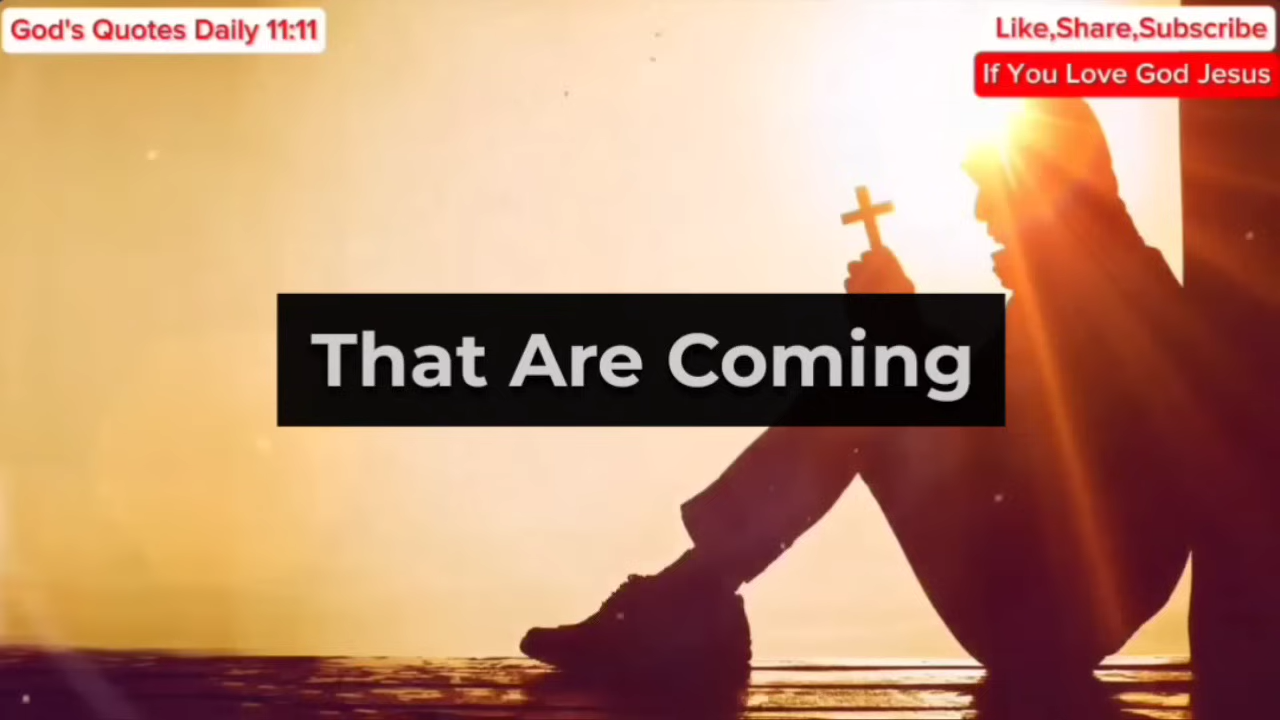 God's Quotes Daily 11:11
Like,Share,Subscribe
If You Love God Jesus
That Are Coming